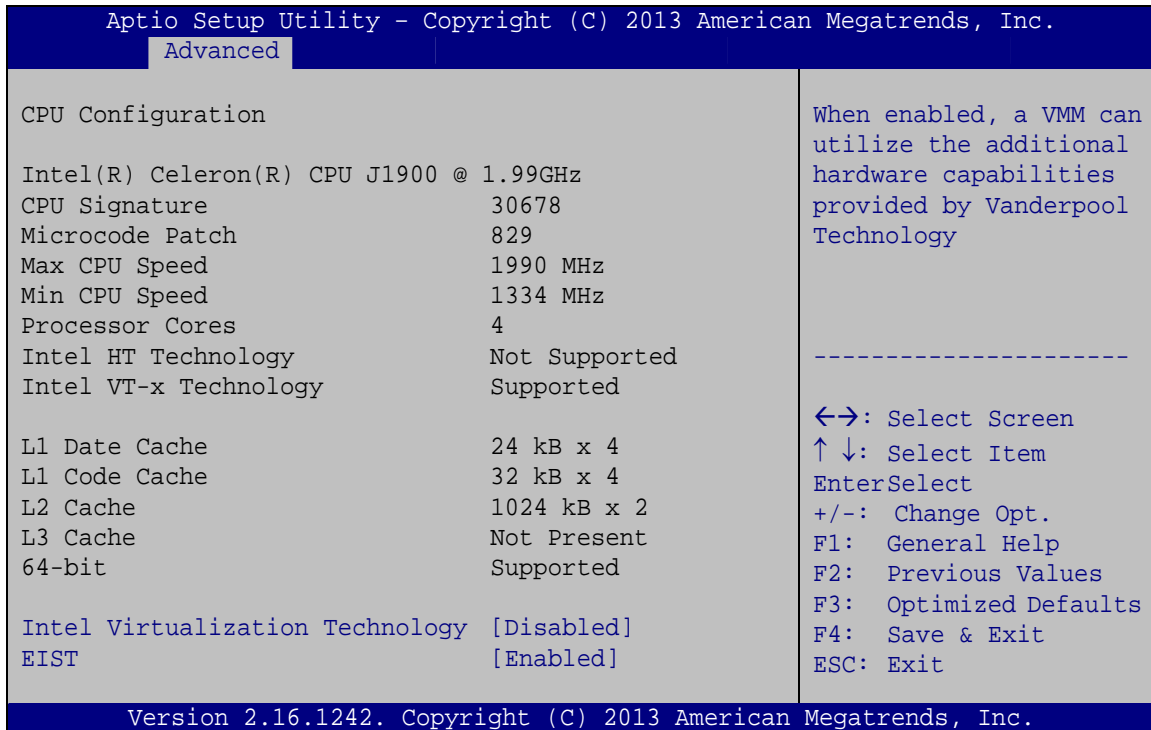 Aptio Setup Utility – Copyright (C) 2013 American Megatrends, Inc.
Advanced
CPU Configuration
Intel(R) Celeron(R) CPU J1900 @ 1.99GHz
CPU Signature 30678
Microcode Patch 829
Max CPU Speed 1990 MHz
Min CPU Speed 1334 MHz
Processor Cores 4
Intel HT Technology Not Supported
Intel VT-x Technology Supported
L1 Date Cache 24 kB x 4
L1 Code Cache 32 kB x 4
L2 Cache 1024 kB x 2
L3 Cache Not Present
64-bit Supported
Intel Virtualization Technology [Disabled]
EIST [Enabled]
When enabled, a VMM can
utilize the additional
hardware capabilities
provided by Vanderpool
Technology
----------------------
←→: Select Screen
↑ ↓: Select Item
EnterSelect
+/-: Change Opt.
F1: General Help
F2: Previous Values
F3: Optimized Defaults
F4: Save & Exit
ESC: Exit
Version 2.16.1242. Copyright (C) 2013 American Megatrends, Inc.